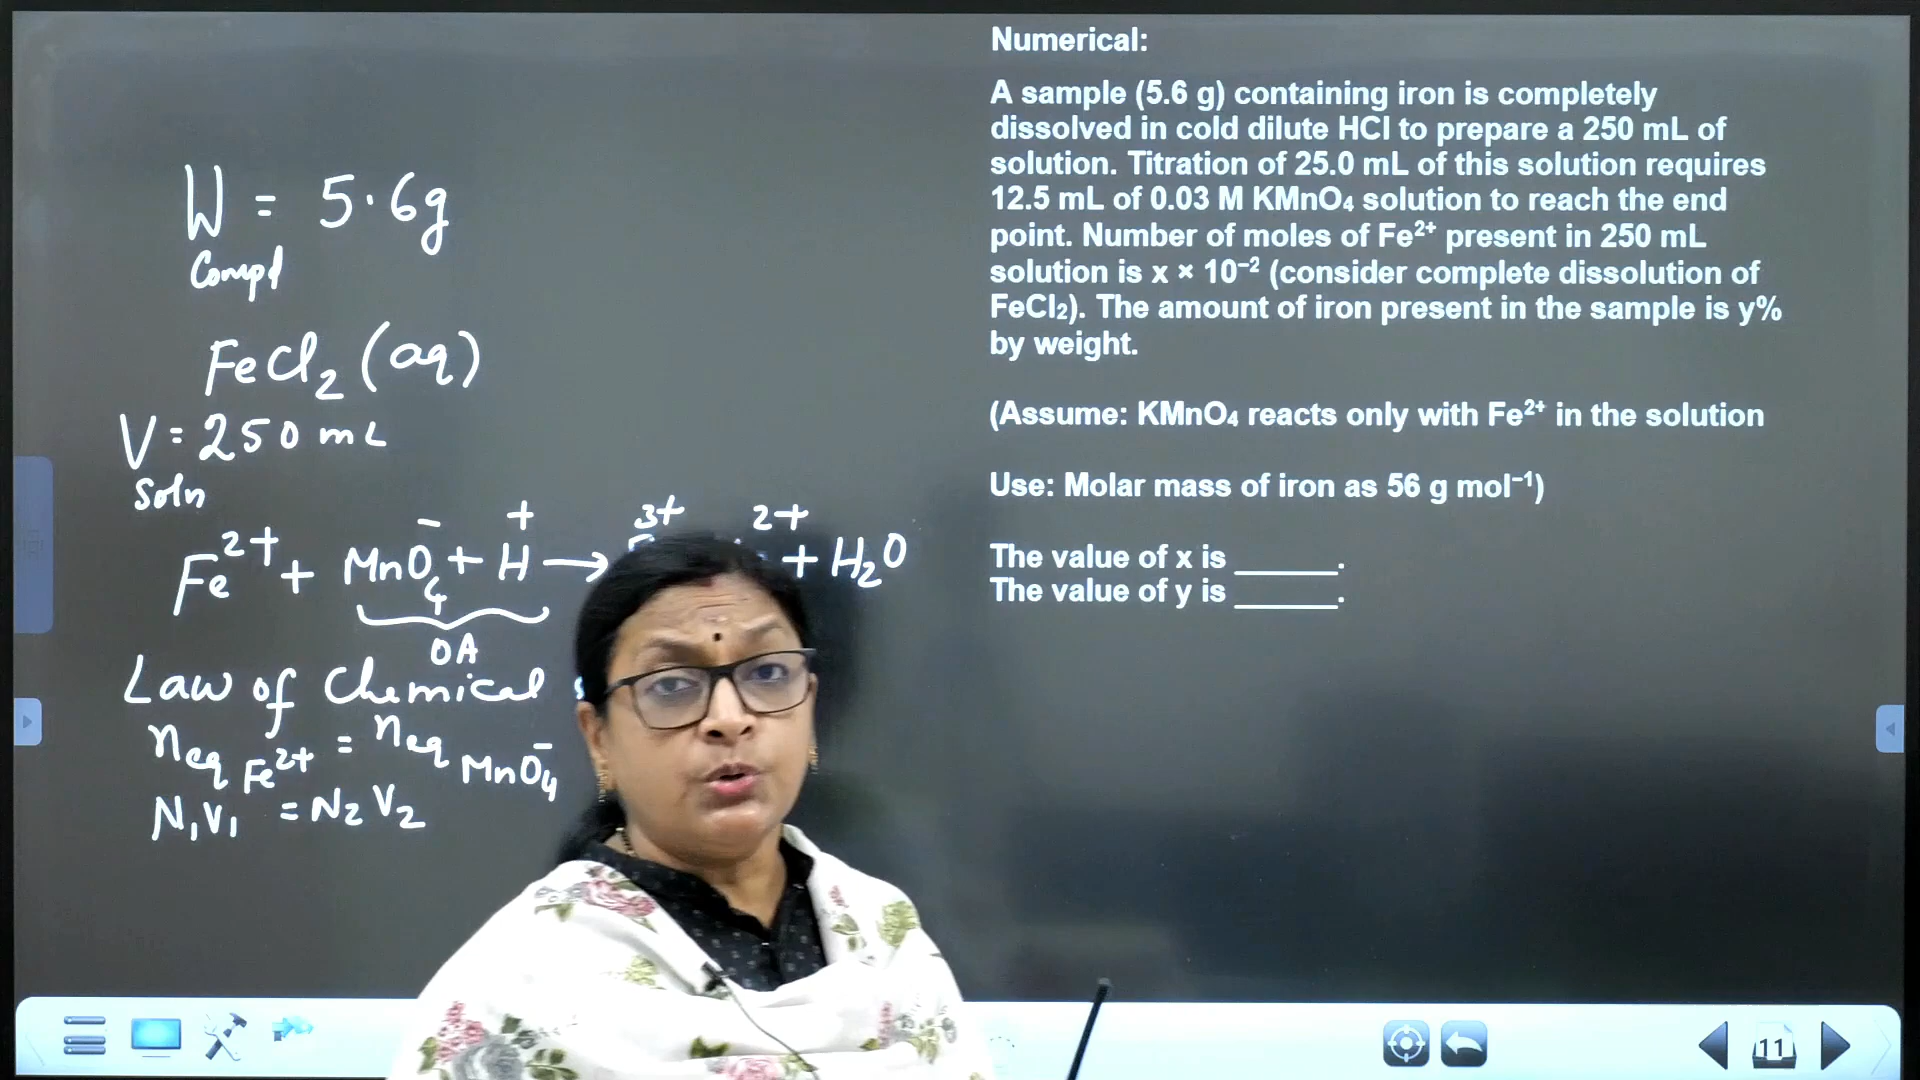 W = 5.6g
Compd
FeCl₂ (aq)
V = 250 mL
Soln
Fe²⁺ + MnO₄⁻ + H⁺ → 3+ 2+ + H₂O
OA
Law of Chemical
neq Fe²⁺ = neq MnO₄⁻
N₁V₁ = N₂V₂
Numerical:
A sample (5.6 g) containing iron is completely
dissolved in cold dilute HCl to prepare a 250 mL of
solution. Titration of 25.0 mL of this solution requires
12.5 mL of 0.03 M KMnO₄ solution to reach the end
point. Number of moles of Fe²⁺ present in 250 mL
solution is x × 10⁻² (consider complete dissolution of
FeCl₂). The amount of iron present in the sample is y%
by weight.
(Assume: KMnO₄ reacts only with Fe²⁺ in the solution
Use: Molar mass of iron as 56 g mol⁻¹)
The value of x is ______.
The value of y is ______.
11